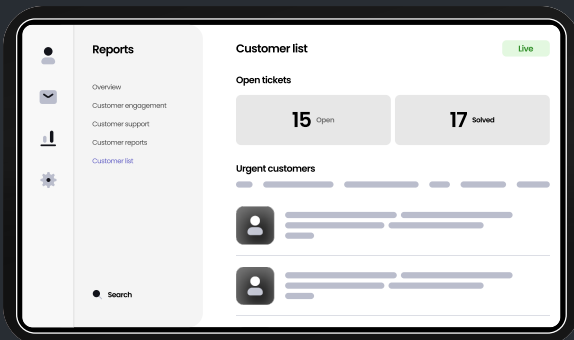 Reports
Overview
Customer engagement
Customer support
Customer reports
Customer list
Search
Customer list
Live
Open tickets
15 Open
17 Solved
Urgent customers